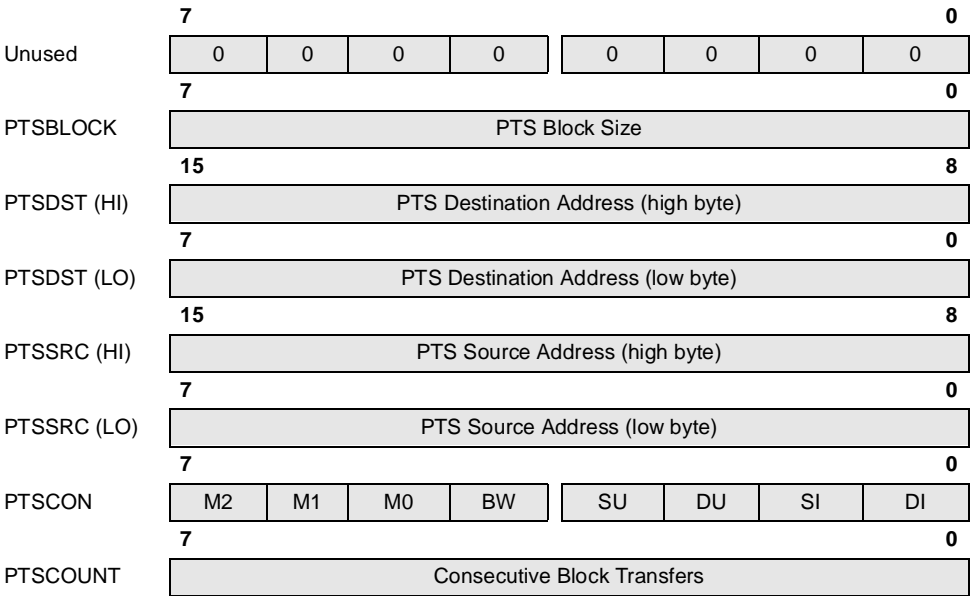 7 0
Unused 0 0 0 0 0 0 0 0
7 0
PTSBLOCK PTS Block Size
15 8
PTSDST (HI) PTS Destination Address (high byte)
7 0
PTSDST (LO) PTS Destination Address (low byte)
15 8
PTSSRC (HI) PTS Source Address (high byte)
7 0
PTSSRC (LO) PTS Source Address (low byte)
7 0
PTSCON M2 M1 M0 BW SU DU SI DI
7 0
PTSCOUNT Consecutive Block Transfers